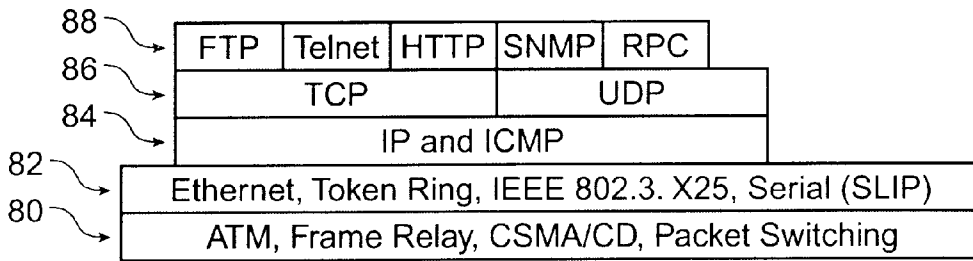 88 FTP Telnet HTTP SNMP RPC
86 TCP UDP
84 IP and ICMP
82 Ethernet, Token Ring, IEEE 802.3. X25, Serial (SLIP)
80 ATM, Frame Relay, CSMA/CD, Packet Switching